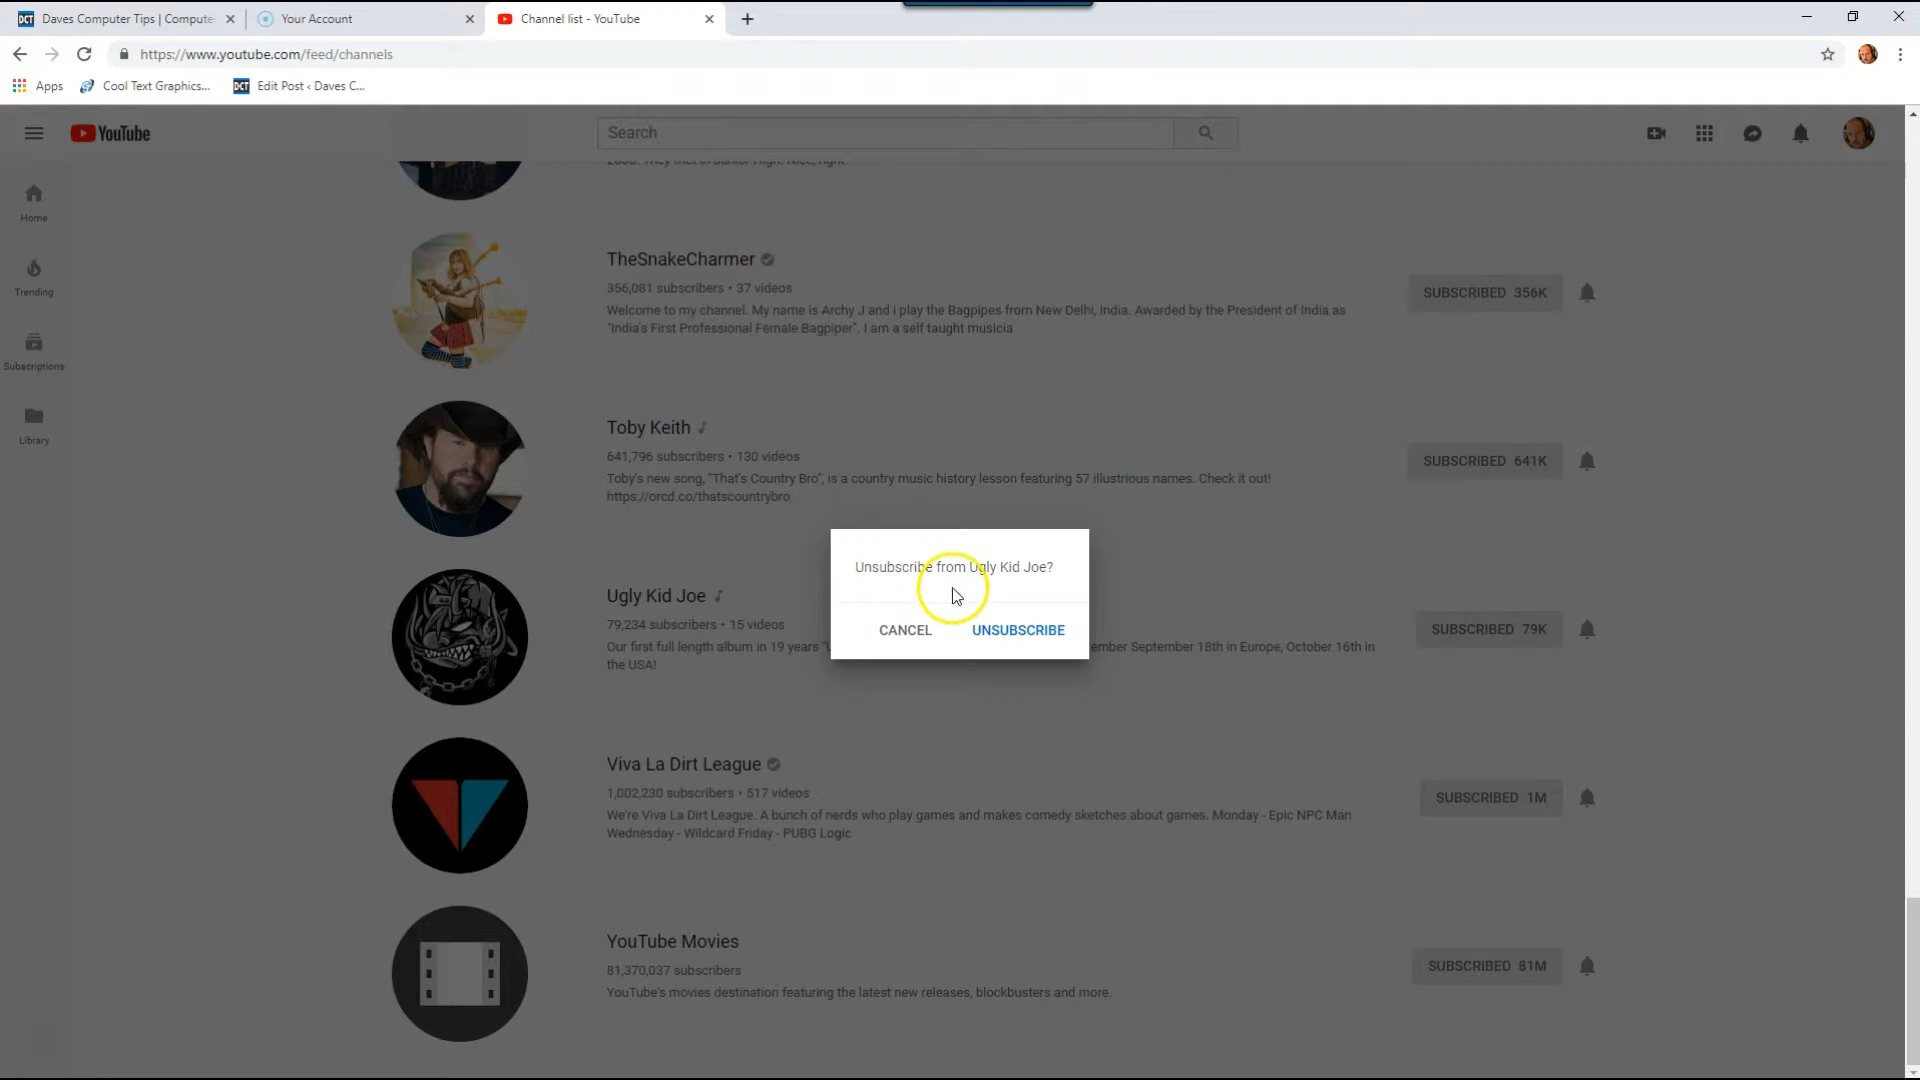 Daves Computer Tips | Compute
Your Account
Channel list - YouTube
https://www.youtube.com/feed/channels
Apps
Cool Text Graphics...
DCT
Edit Post ‹ Daves C...
YouTube
Search
2000. They met in Junior High. Nice, right.
Home
Trending
Subscriptions
Library
TheSnakeCharmer
356,081 subscribers • 37 videos
Welcome to my channel. My name is Archy J and i play the Bagpipes from New Delhi, India. Awarded by the President of India as
"India's First Professional Female Bagpiper". I am a self taught musicia
SUBSCRIBED 356K
Toby Keith
641,796 subscribers • 130 videos
Toby's new song, "That's Country Bro", is a country music history lesson featuring 57 illustrious names. Check it out!
https://orcd.co/thatscountrybro
SUBSCRIBED 641K
Unsubscribe from Ugly Kid Joe?
CANCEL UNSUBSCRIBE
Ugly Kid Joe
79,234 subscribers • 15 videos
Our first full length album in 19 years ember September 18th in Europe, October 16th in
the USA!
SUBSCRIBED 79K
Viva La Dirt League
1,002,230 subscribers • 517 videos
We're Viva La Dirt League. A bunch of nerds who play games and makes comedy sketches about games. Monday - Epic NPC Man
Wednesday - Wildcard Friday - PUBG Logic
SUBSCRIBED 1M
YouTube Movies
81,370,037 subscribers
YouTube's movies destination featuring the latest new releases, blockbusters and more.
SUBSCRIBED 81M